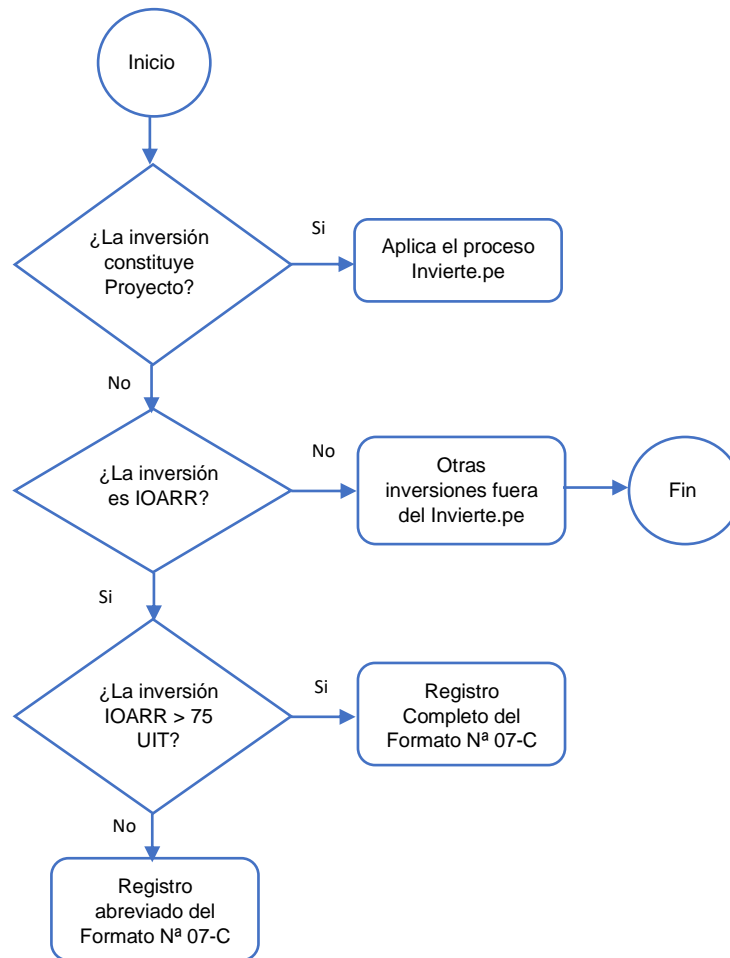 Inicio
¿La inversión
constituye
Proyecto?
Si
Aplica el proceso
Invierte.pe
No
¿La inversión
es IOARR?
No
Otras
inversiones fuera
del Invierte.pe
Fin
Si
¿La inversión
IOARR > 75
UIT?
Si
Registro
Completo del
Formato Nª 07-C
No
Registro
abreviado del
Formato Nª 07-C